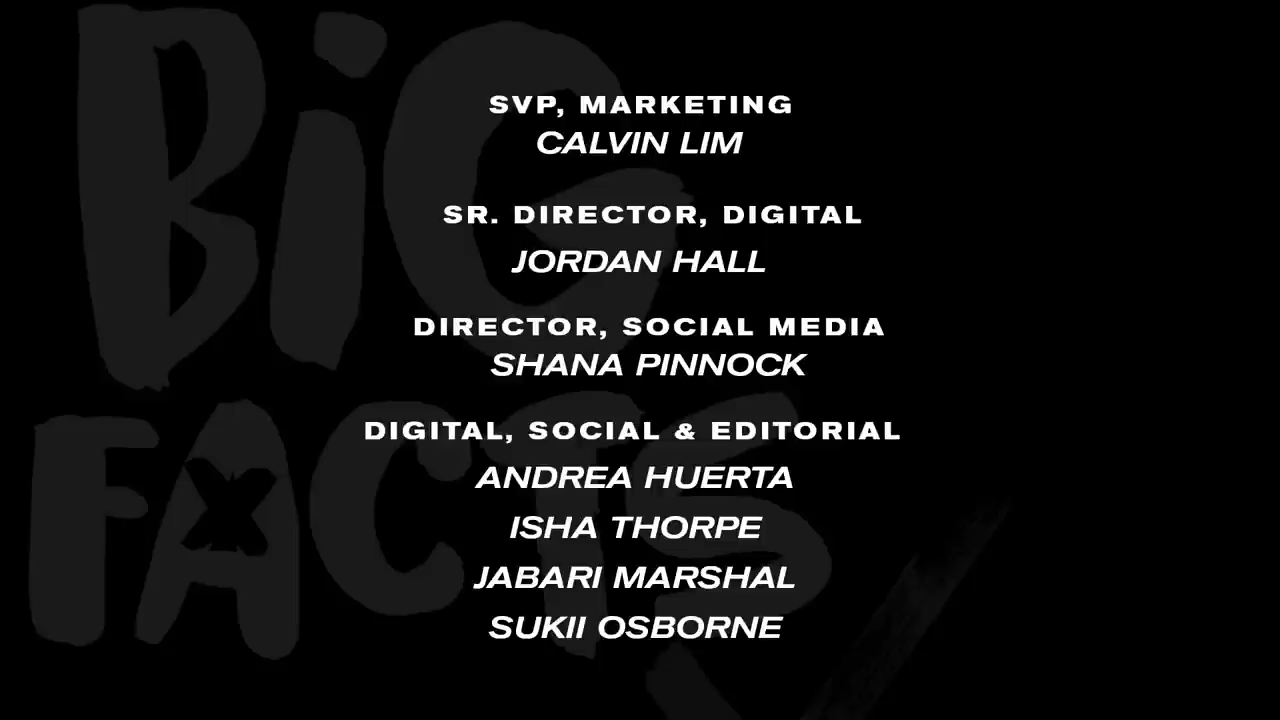 BiG
FACTS
SVP, MARKETING
CALVIN LIM
SR. DIRECTOR, DIGITAL
JORDAN HALL
DIRECTOR, SOCIAL MEDIA
SHANA PINNOCK
DIGITAL, SOCIAL & EDITORIAL
ANDREA HUERTA
ISHA THORPE
JABARI MARSHAL
SUKII OSBORNE